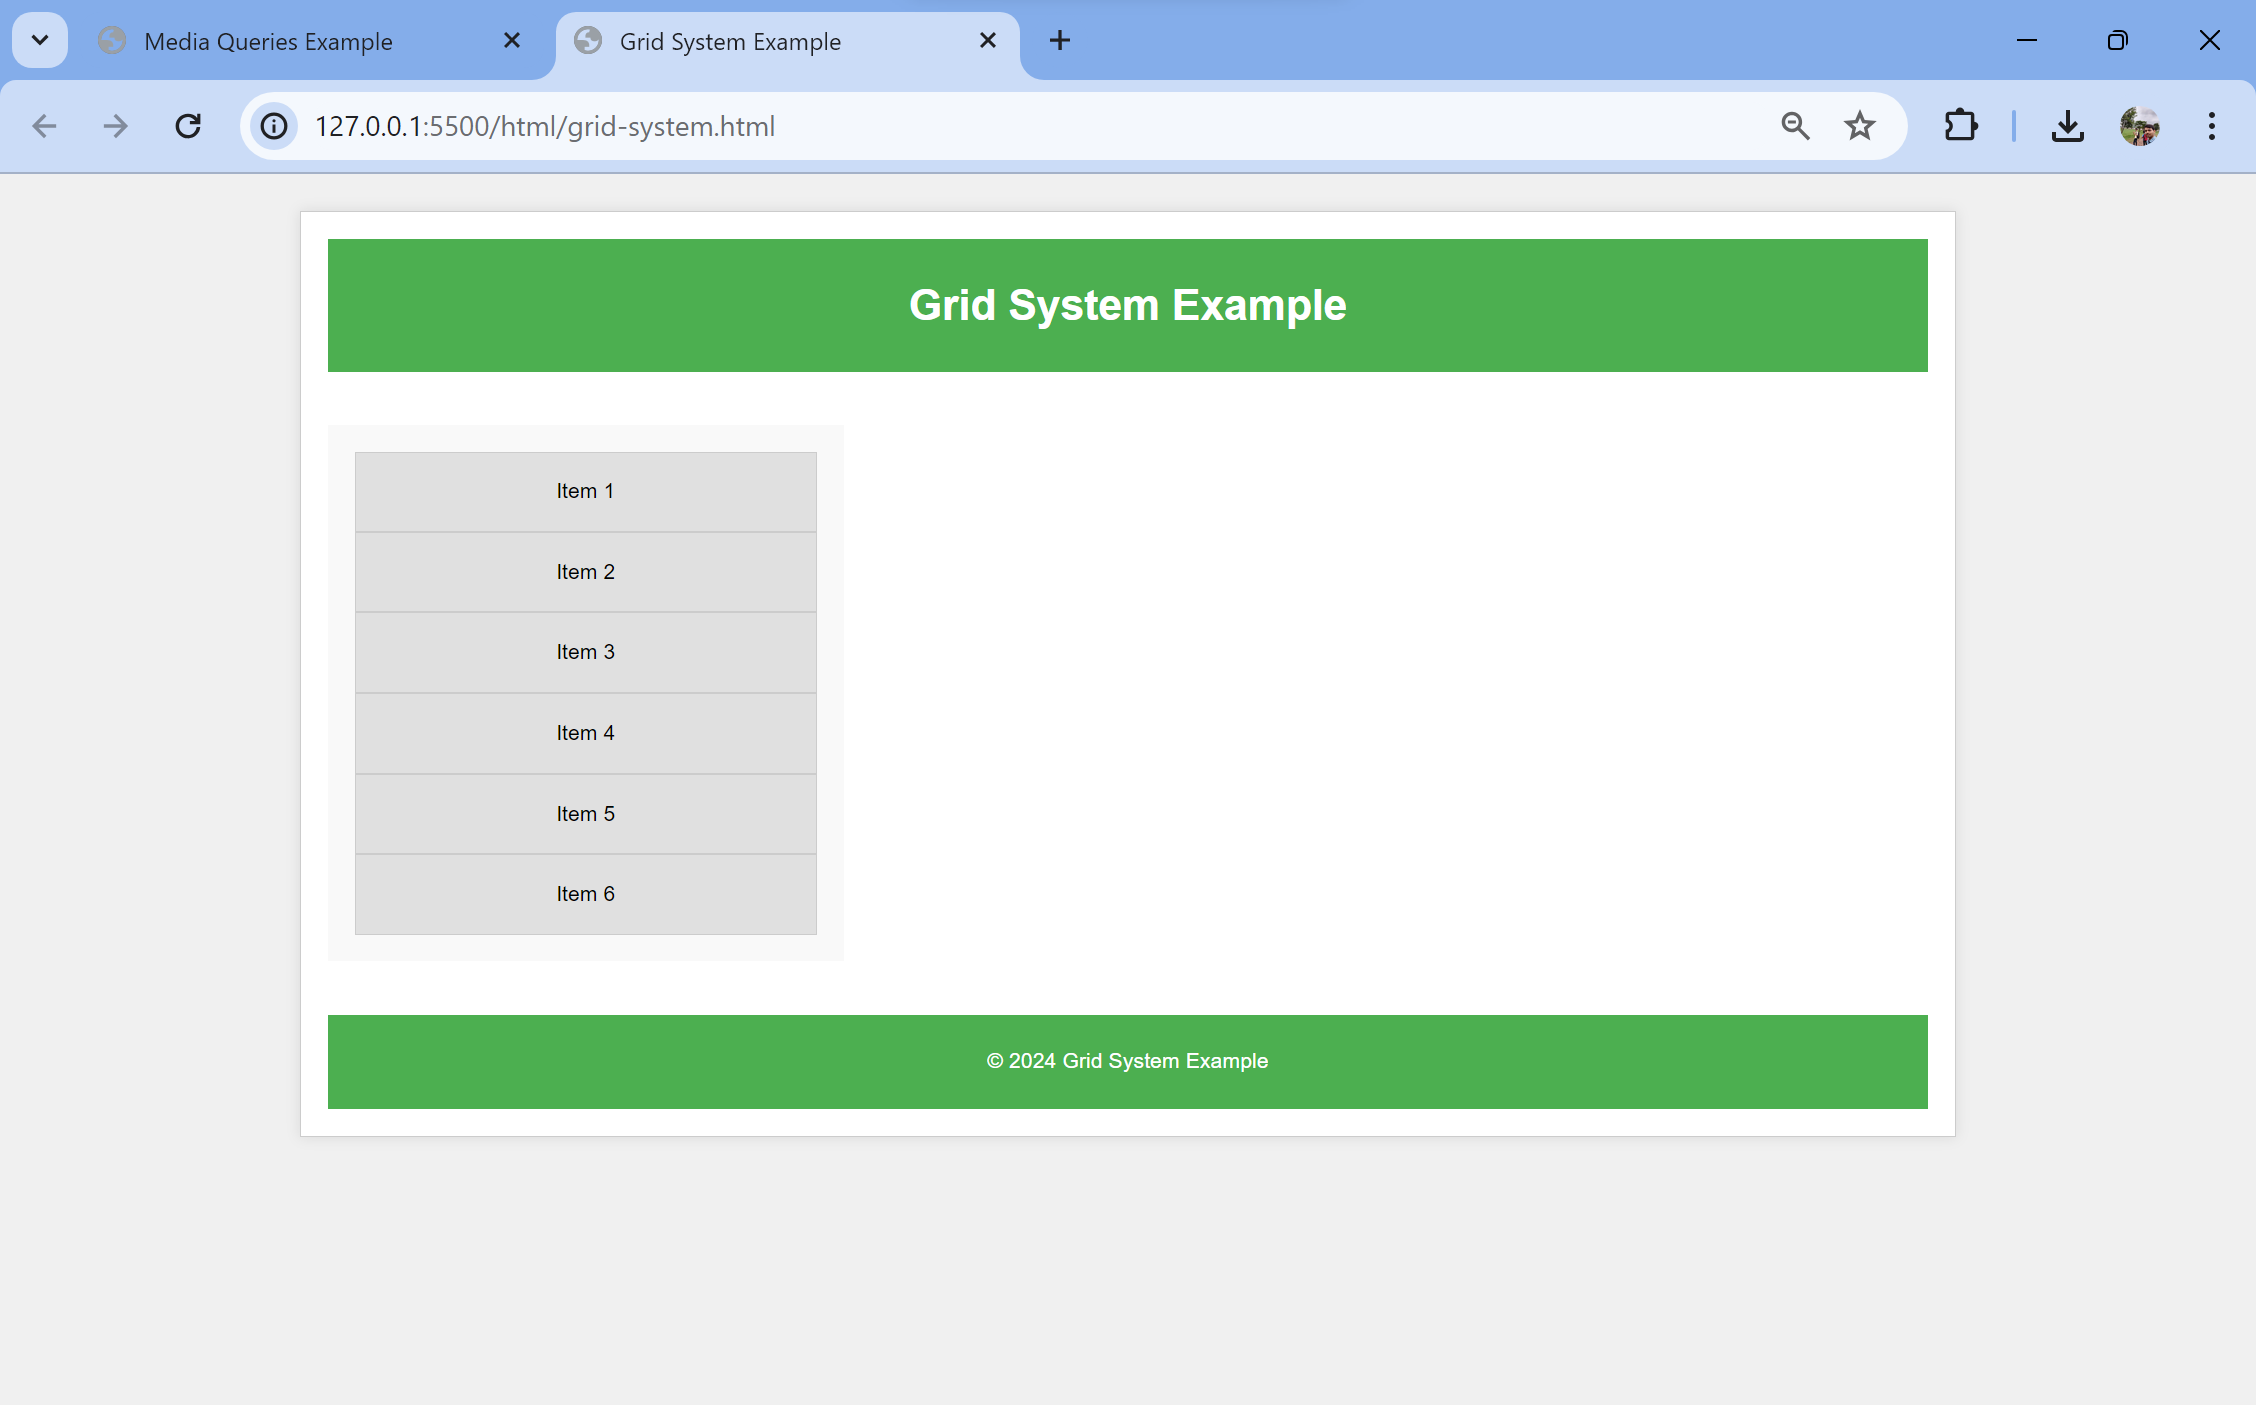 Media Queries Example
Grid System Example
127.0.0.1:5500/html/grid-system.html
Grid System Example
Item 1
Item 2
Item 3
Item 4
Item 5
Item 6
© 2024 Grid System Example